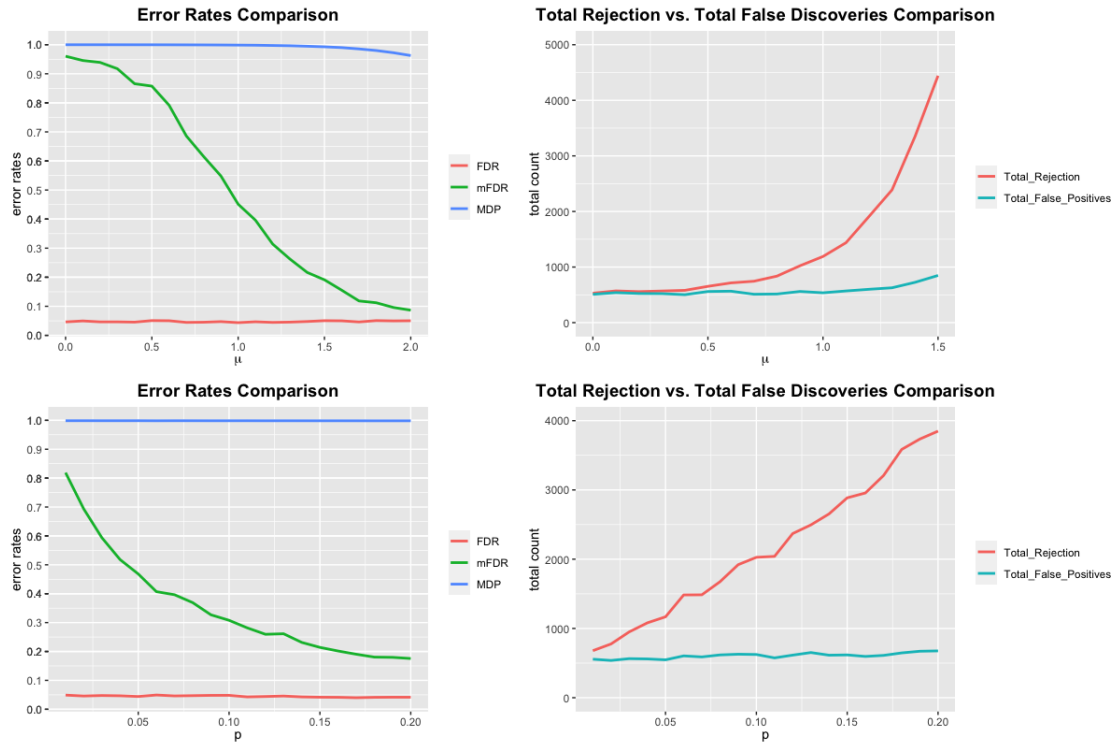 Error Rates Comparison
error rates
1.0
0.9
0.8
0.7
0.6
0.5
0.4
0.3
0.2
0.1
0.0
0.0 0.5 1.0 1.5 2.0
μ
FDR
mFDR
MDP
Total Rejection vs. Total False Discoveries Comparison
total count
5000
4000
3000
2000
1000
0
0.0 0.5 1.0 1.5
μ
Total_Rejection
Total_False_Positives
Error Rates Comparison
error rates
1.0
0.9
0.8
0.7
0.6
0.5
0.4
0.3
0.2
0.1
0.0
0.05 0.10 0.15 0.20
p
FDR
mFDR
MDP
Total Rejection vs. Total False Discoveries Comparison
total count
4000
3000
2000
1000
0
0.05 0.10 0.15 0.20
p
Total_Rejection
Total_False_Positives